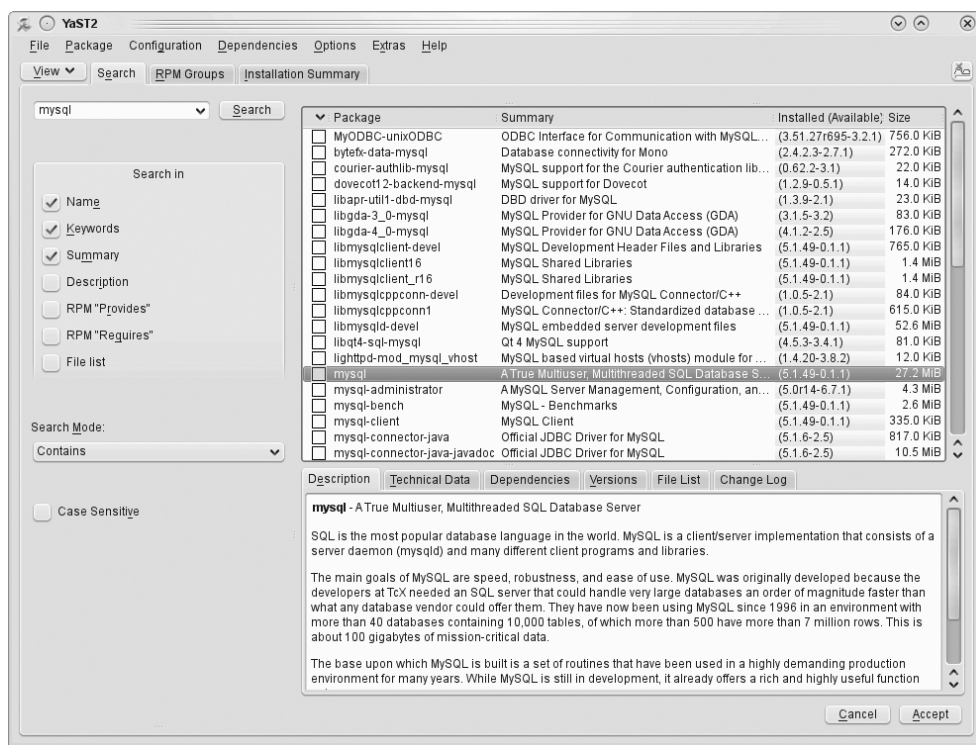 YaST2
File Package Configuration Dependencies Options Extras Help
View Search RPM Groups Installation Summary
mysql Search
Search in
Name
Keywords
Summary
Description
RPM "Provides"
RPM "Requires"
File list
Search Mode:
Contains
Case Sensitive
Package Summary Installed (Available) Size
MyODBC-unixODBC ODBC Interface for Communication with MySQL... (3.51.27r695-3.2.1) 756.0 KiB
bytefx-data-mysql Database connectivity for Mono (2.4.2.3-2.7.1) 272.0 KiB
courier-authlib-mysql MySQL support for the Courier authentication lib... (0.62.2-3.1) 22.0 KiB
dovecot12-backend-mysql MySQL support for Dovecot (1.2.9-0.5.1) 14.0 KiB
libapr-util1-dbd-mysql DBD driver for MySQL (1.3.9-2.1) 23.0 KiB
libgda-3_0-mysql MySQL Provider for GNU Data Access (GDA) (3.1.5-3.2) 83.0 KiB
libgda-4_0-mysql MySQL Provider for GNU Data Access (GDA) (4.1.2-2.5) 176.0 KiB
libmysqlclient-devel MySQL Development Header Files and Libraries (5.1.49-0.1.1) 765.0 KiB
libmysqlclient16 MySQL Shared Libraries (5.1.49-0.1.1) 1.4 MiB
libmysqlclient_r16 MySQL Shared Libraries (5.1.49-0.1.1) 1.4 MiB
libmysqlcppconn-devel Development files for MySQL Connector/C++ (1.0.5-2.1) 84.0 KiB
libmysqlcppconn1 MySQL Connector/C++: Standardized database ... (1.0.5-2.1) 615.0 KiB
libmysqld-devel MySQL embedded server development files (5.1.49-0.1.1) 52.6 MiB
libqt4-sql-mysql Qt 4 MySQL support (4.5.3-3.4.1) 81.0 KiB
lighttpd-mod_mysql_vhost MySQL based virtual hosts (vhosts) module for ... (1.4.20-3.8.2) 12.0 KiB
mysql A True Multiuser, Multithreaded SQL Database S... (5.1.49-0.1.1) 27.2 MiB
mysql-administrator A MySQL Server Management, Configuration, an... (5.0r14-6.7.1) 4.3 MiB
mysql-bench MySQL - Benchmarks (5.1.49-0.1.1) 2.6 MiB
mysql-client MySQL Client (5.1.49-0.1.1) 335.0 KiB
mysql-connector-java Official JDBC Driver for MySQL (5.1.6-2.5) 817.0 KiB
mysql-connector-java-javadoc Official JDBC Driver for MySQL (5.1.6-2.5) 10.5 MiB
Description Technical Data Dependencies Versions File List Change Log
mysql - A True Multiuser, Multithreaded SQL Database Server
SQL is the most popular database language in the world. MySQL is a client/server implementation that consists of a
server daemon (mysqld) and many different client programs and libraries.
The main goals of MySQL are speed, robustness, and ease of use. MySQL was originally developed because the
developers at TcX needed an SQL server that could handle very large databases an order of magnitude faster than
what any database vendor could offer them. They have now been using MySQL since 1996 in an environment with
more than 40 databases containing 10,000 tables, of which more than 500 have more than 7 million rows. This is
about 100 gigabytes of mission-critical data.
The base upon which MySQL is built is a set of routines that have been used in a highly demanding production
environment for many years. While MySQL is still in development, it already offers a rich and highly useful function
Cancel Accept